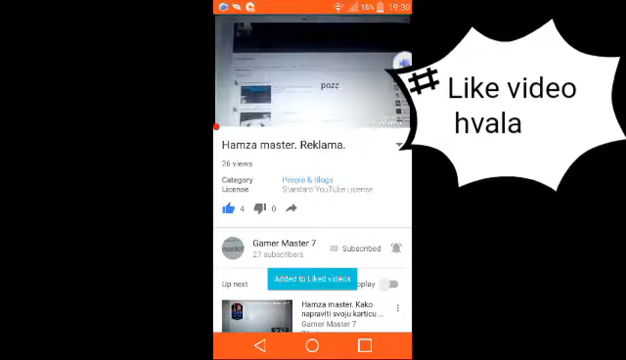 15% 19:30
pozz
# Like video
hvala
Hamza master. Reklama.
26 views
Category People & Blogs
License Standard YouTube License
4 0
Gamer Master 7
27 subscribers
Subscribed
Added to Liked videos
Up next
Hamza master. Kako
napraviti svoju karticu ...
Gamer Master 7